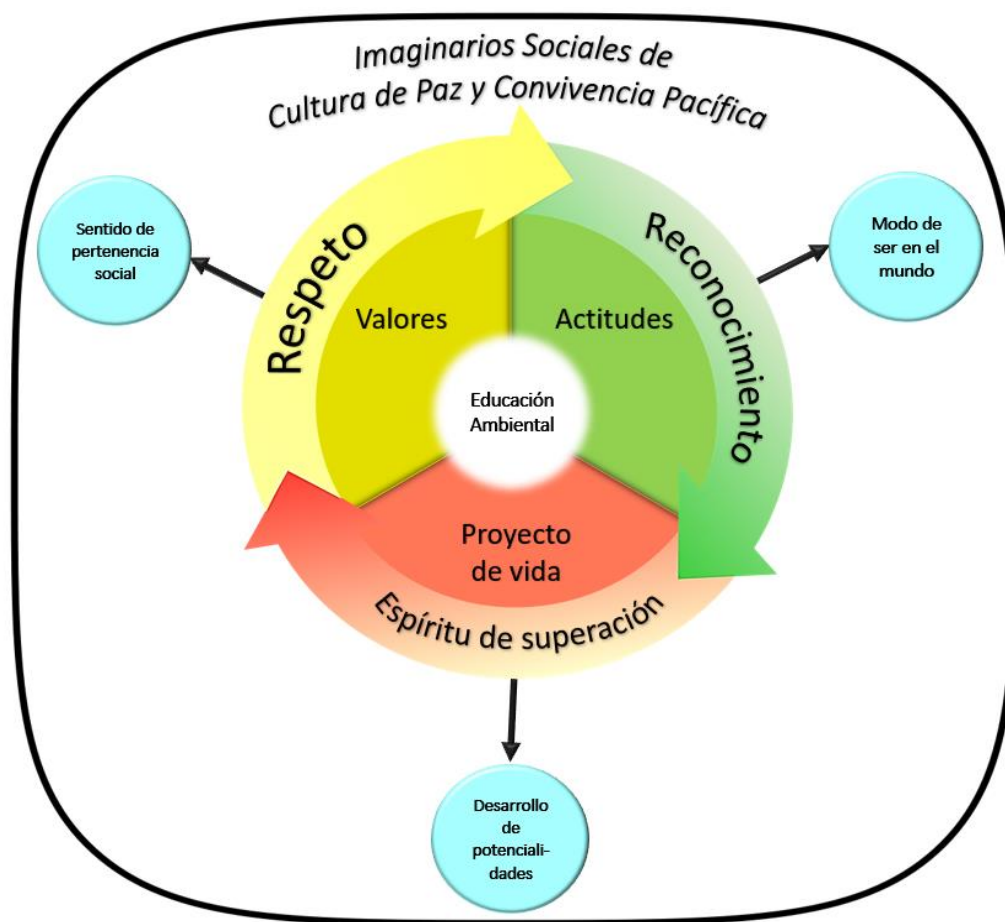 Imaginarios Sociales de
Cultura de Paz y Convivencia Pacífica
Sentido de
pertenencia
social
Respeto
Valores
Actitudes
Reconocimiento
Modo de
ser en el
mundo
Educación
Ambiental
Proyecto
de vida
Espíritu de superación
Desarrollo
de
potenciali-
dades